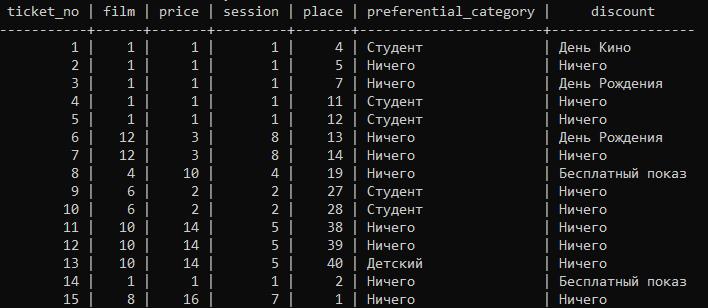 ticket_no | film | price | session | place | preferential_category | discount
----------+------+-------+---------+-------+-----------------------+------------------
1 | 1 | 1 | 1 | 4 | Студент | День Кино
2 | 1 | 1 | 1 | 5 | Ничего | Ничего
3 | 1 | 1 | 1 | 7 | Ничего | День Рождения
4 | 1 | 1 | 1 | 11 | Студент | Ничего
5 | 1 | 1 | 1 | 12 | Студент | Ничего
6 | 12 | 3 | 8 | 13 | Ничего | День Рождения
7 | 12 | 3 | 8 | 14 | Ничего | Ничего
8 | 4 | 10 | 4 | 19 | Ничего | Бесплатный показ
9 | 6 | 2 | 2 | 27 | Студент | Ничего
10 | 6 | 2 | 2 | 28 | Студент | Ничего
11 | 10 | 14 | 5 | 38 | Ничего | Ничего
12 | 10 | 14 | 5 | 39 | Ничего | Ничего
13 | 10 | 14 | 5 | 40 | Детский | Ничего
14 | 1 | 1 | 1 | 2 | Ничего | Бесплатный показ
15 | 8 | 16 | 7 | 1 | Ничего | Ничего